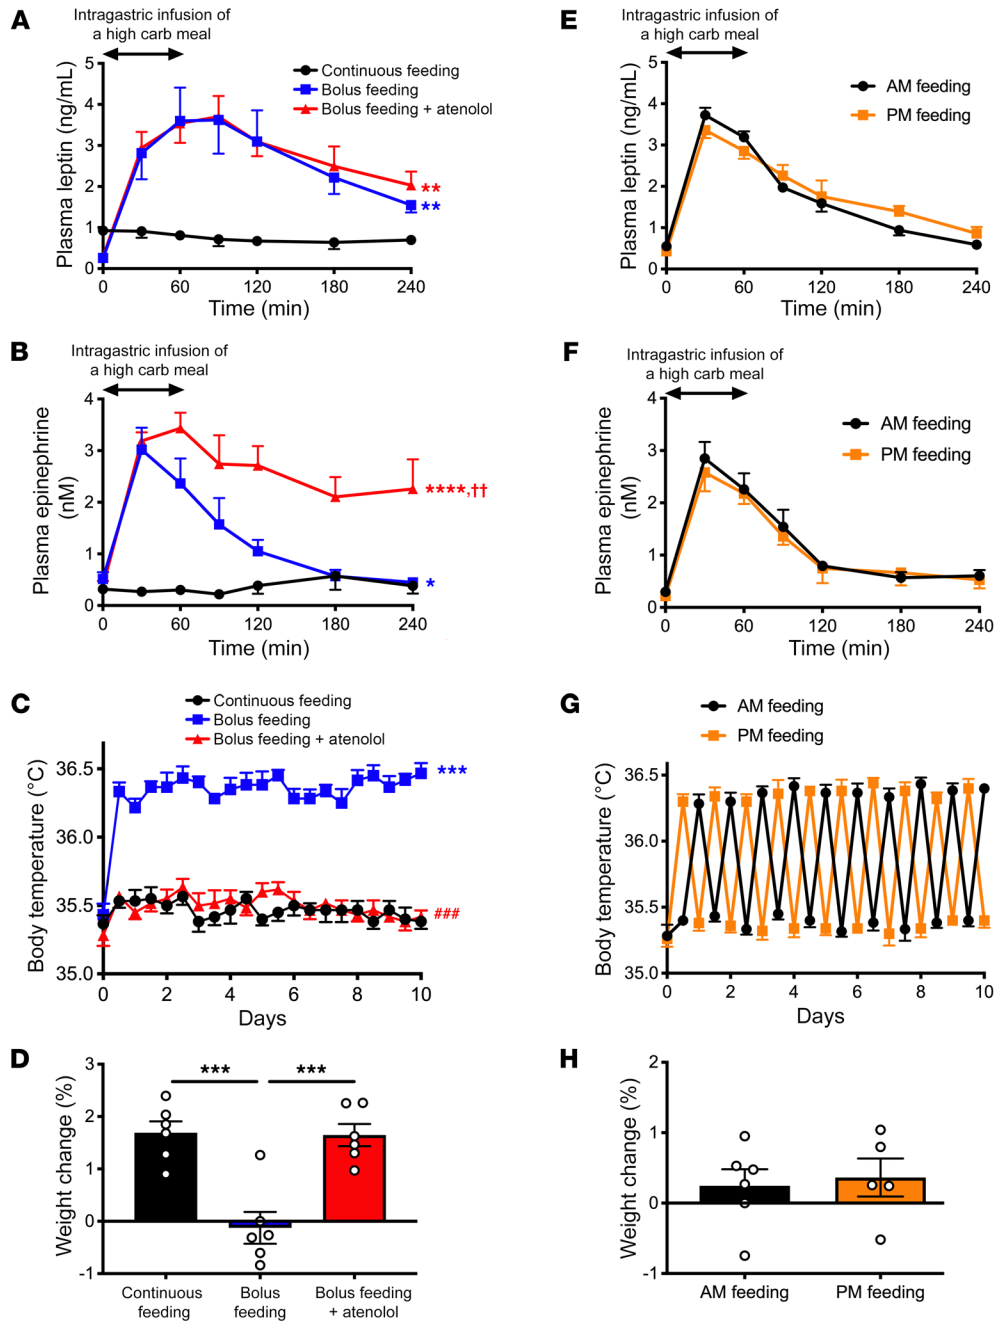 A
Intragastric infusion of
a high carb meal
Plasma leptin (ng/mL)
5
4
3
2
1
0
Continuous feeding
Bolus feeding
Bolus feeding + atenolol
**
**
0 60 120 180 240
Time (min)
E
Intragastric infusion of
a high carb meal
Plasma leptin (ng/mL)
5
4
3
2
1
0
AM feeding
PM feeding
0 60 120 180 240
Time (min)
B
Intragastric infusion of
a high carb meal
Plasma epinephrine
(nM)
4
3
2
1
0
****,††
*
0 60 120 180 240
Time (min)
F
Intragastric infusion of
a high carb meal
Plasma epinephrine
(nM)
4
3
2
1
0
AM feeding
PM feeding
0 60 120 180 240
Time (min)
C
Continuous feeding
Bolus feeding
Bolus feeding + atenolol
Body temperature (°C)
36.5
36.0
35.5
35.0
***
###
0 2 4 6 8 10
Days
G
AM feeding
PM feeding
Body temperature (°C)
36.5
36.0
35.5
35.0
0 2 4 6 8 10
Days
D
Weight change (%)
3
2
1
0
-1
*** ***
Continuous
feeding
Bolus
feeding
Bolus feeding
+ atenolol
H
Weight change (%)
2
1
0
-1
AM feeding PM feeding